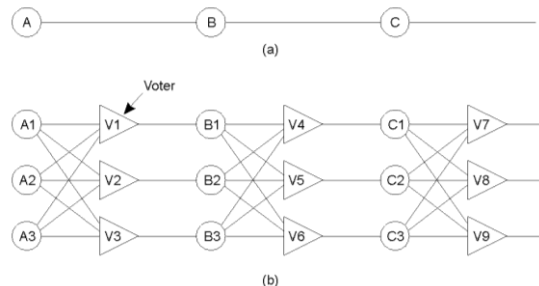 A B C
(a)
Voter
A1 V1 B1 V4 C1 V7
A2 V2 B2 V5 C2 V8
A3 V3 B3 V6 C3 V9
(b)